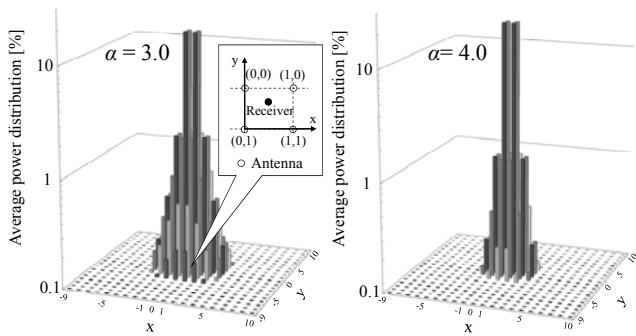 Average power distribution [%]
10
1
0.1
α = 3.0
y
(0,0)
(1,0)
Receiver
x
(0,1)
(1,1)
Antenna
-9
-1 0 1
5
10
x
-9
-5
0
5
10
y
Average power distribution [%]
10
1
0.1
α= 4.0
-9
-1 0 1
5
10
x
-9
-5
0
5
10
y